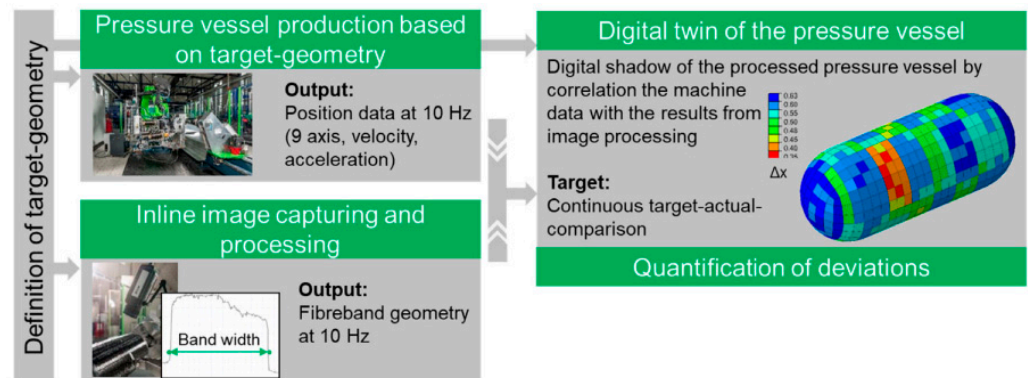 Definition of target-geometry
Pressure vessel production based
on target-geometry
Output:
Position data at 10 Hz
(9 axis, velocity,
acceleration)
Inline image capturing and
processing
Output:
Fibreband geometry
at 10 Hz
Band width
Digital twin of the pressure vessel
Digital shadow of the processed pressure vessel by
correlation the machine
data with the results from
image processing
0.63
0.60
0.55
0.50
0.48
0.45
0.40
Δx
Target:
Continuous target-actual-
comparison
Quantification of deviations